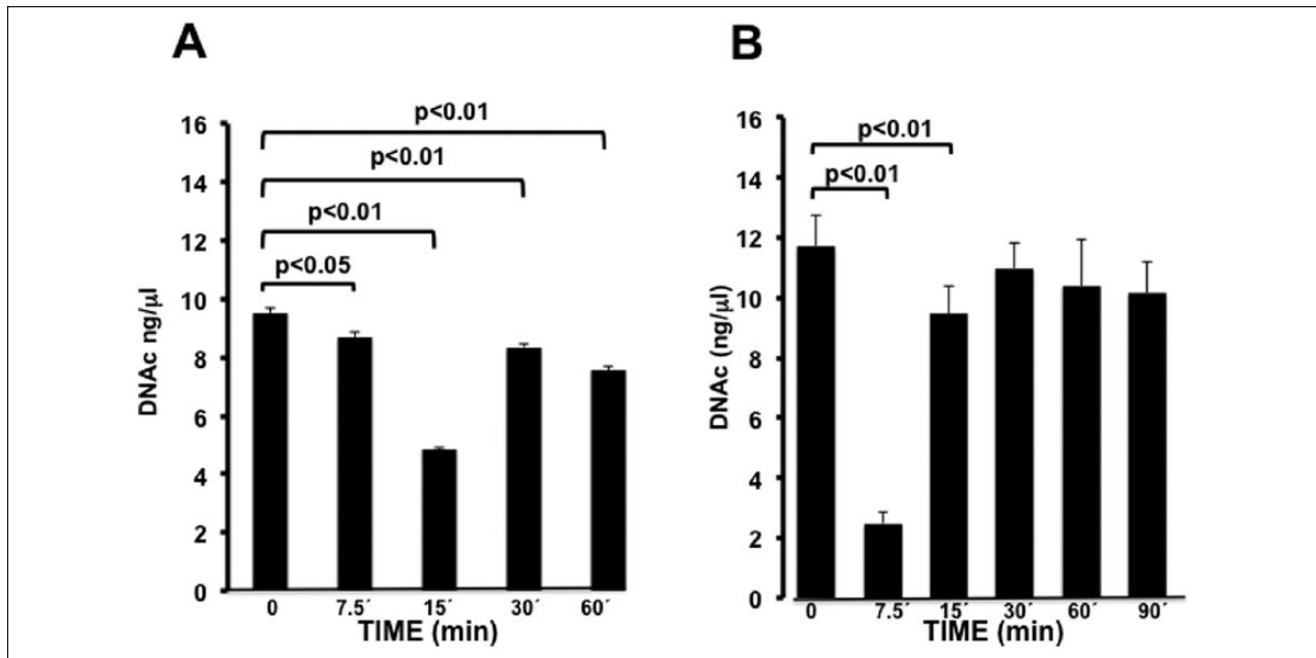 A
p<0.01
p<0.01
p<0.01
p<0.05
16
14
12
10
8
6
4
2
0
DNAc ng/μl
0 7.5´ 15´ 30´ 60´
TIME (min)
B
p<0.01
p<0.01
16
14
12
10
8
6
4
2
0
DNAc (ng/μl)
0 7.5´ 15´ 30´ 60´ 90´
TIME (min)